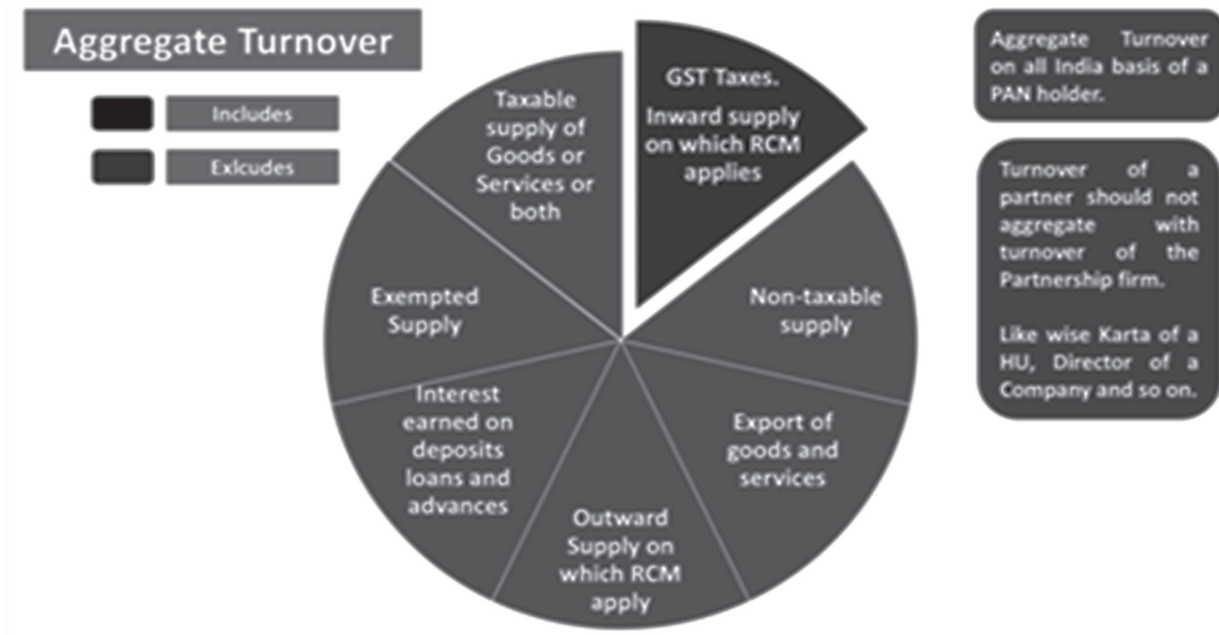 Aggregate Turnover
Includes
Exlcudes
GST Taxes.
Inward supply
on which RCM
applies
Non-taxable
supply
Export of
goods and
services
Outward
Supply on
which RCM
apply
Interest
earned on
deposits
loans and
advances
Exempted
Supply
Taxable
supply of
Goods or
Services or
both
Aggregate Turnover
on all India basis of a
PAN holder.
Turnover of a
partner should not
aggregate with
turnover of the
Partnership firm.
Like wise Karta of a
HU, Director of a
Company and so on.